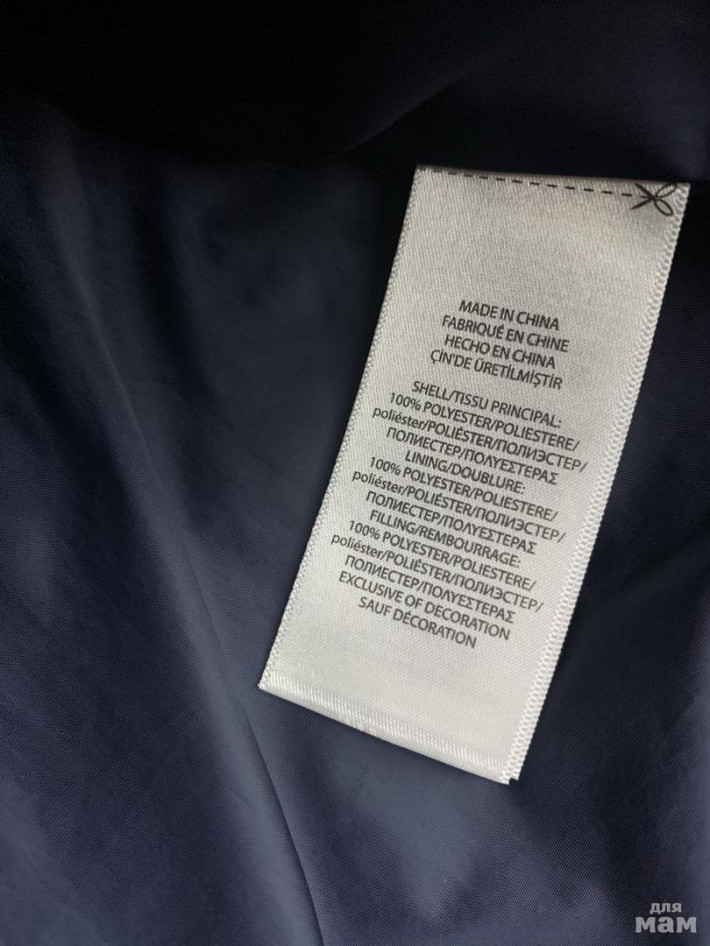 MADE IN CHINA
FABRIQUÉ EN CHINE
HECHO EN CHINA
ÇİN'DE ÜRETİLMİŞTİR
SHELL/TISSU PRINCIPAL:
100% POLYESTER/POLIESTERE/
poliéster/POLIÉSTER/ПОЛИЭСТЕР/
ПОЛИЕСТЕР/ΠΟΛΥΕΣΤΕΡΑΣ
LINING/DOUBLURE:
100% POLYESTER/POLIESTERE/
poliéster/POLIÉSTER/ПОЛИЭСТЕР/
ПОЛИЕСТЕР/ΠΟΛΥΕΣΤΕΡΑΣ
FILLING/REMBOURRAGE:
100% POLYESTER/POLIESTERE/
poliéster/POLIÉSTER/ПОЛИЭСТЕР/
ПОЛИЕСТЕР/ΠΟΛΥΕΣΤΕΡΑΣ
EXCLUSIVE OF DECORATION
SAUF DÉCORATION
для
мам